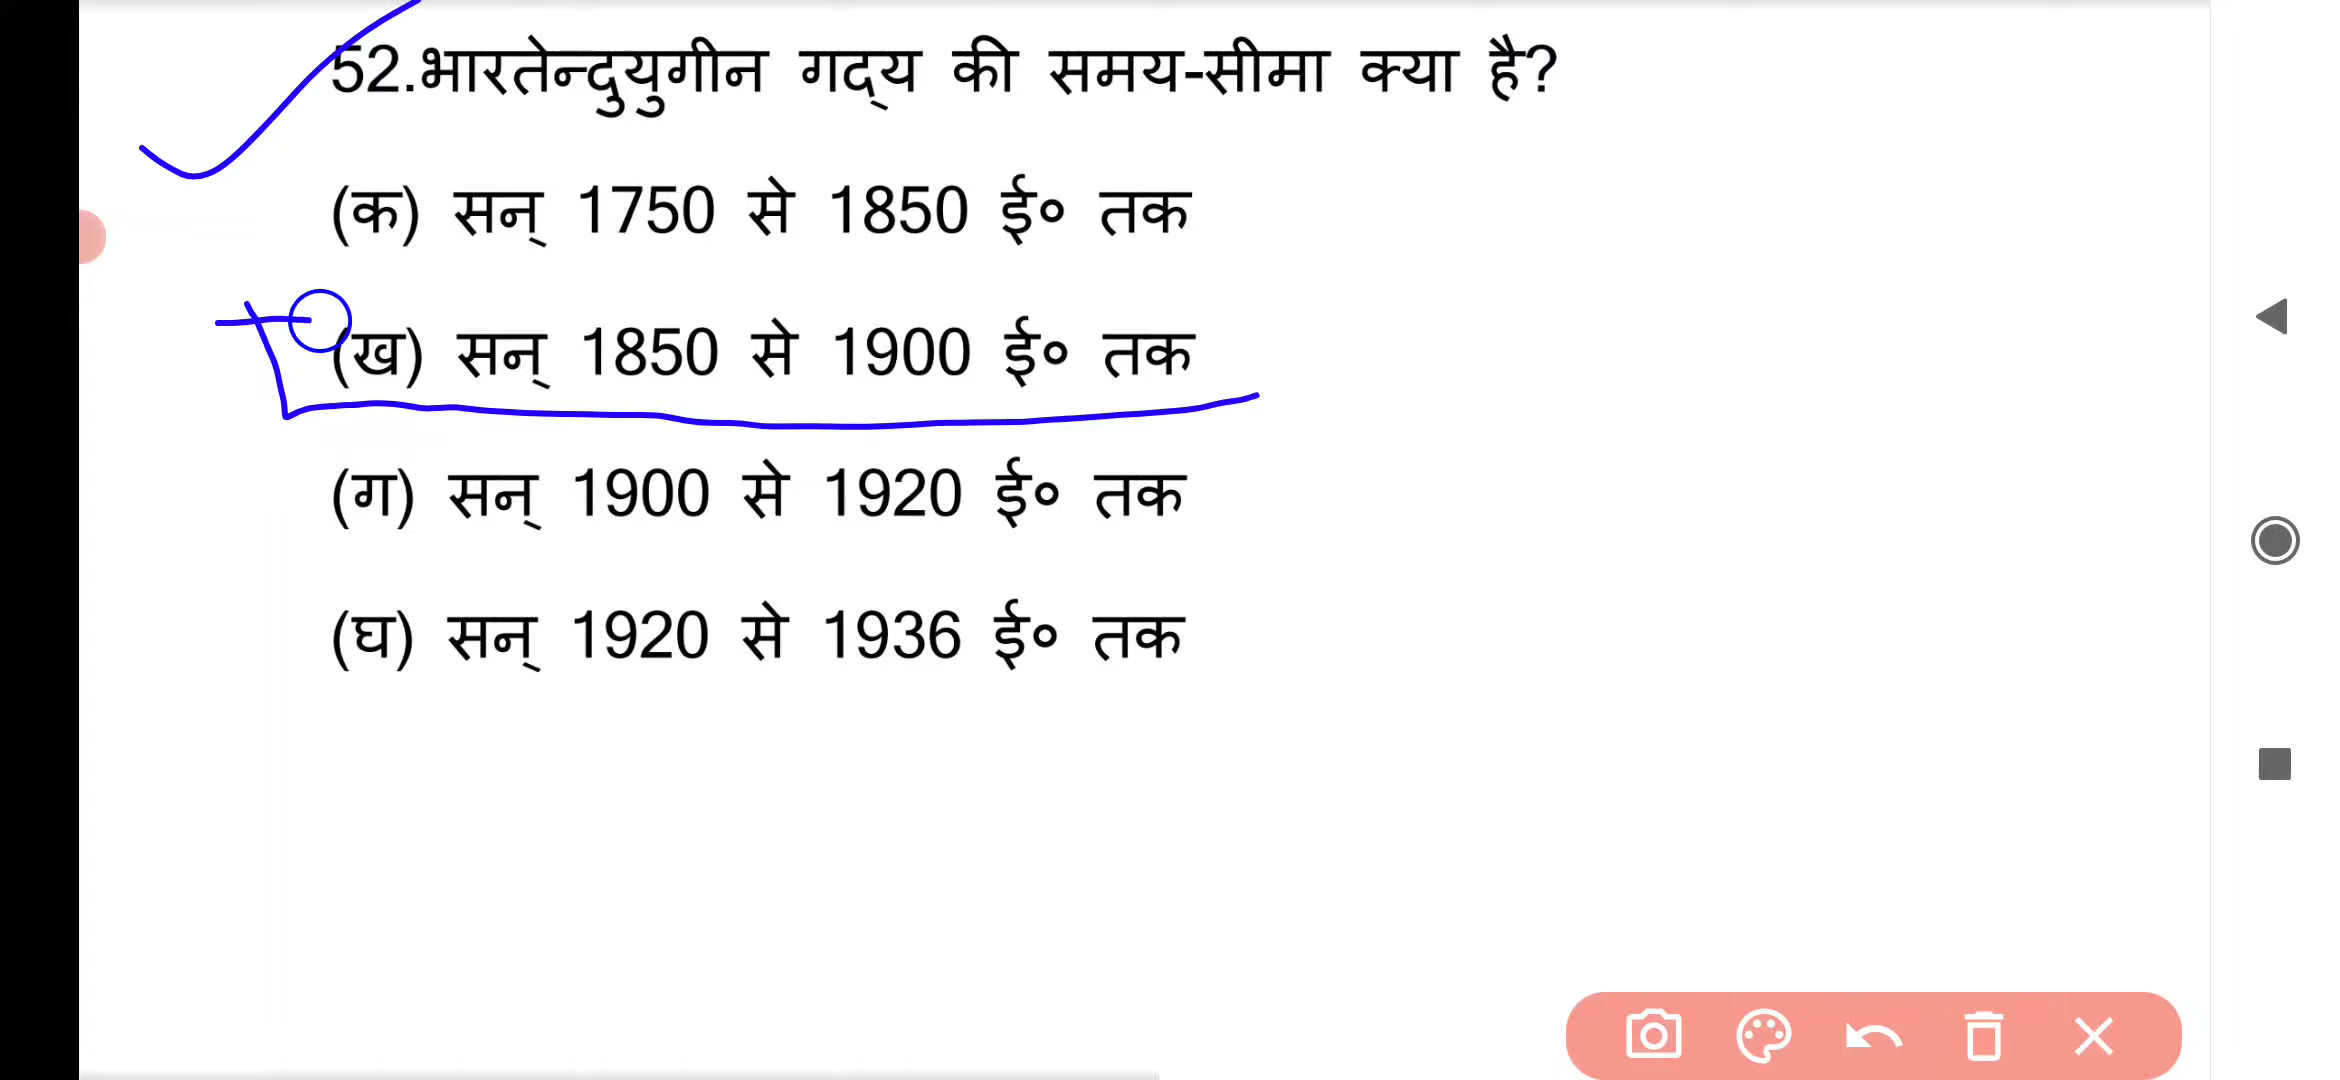 52.भारतेन्दुयुगीन गद्‌य की समय-सीमा क्या है?
(क) सन् 1750 से 1850 ई० तक
(ख) सन् 1850 से 1900 ई० तक
(ग) सन् 1900 से 1920 ई० तक
(घ) सन् 1920 से 1936 ई० तक